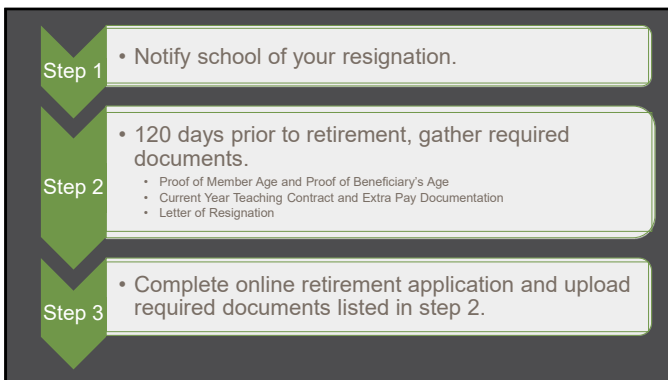 Step 1
• Notify school of your resignation.
Step 2
• 120 days prior to retirement, gather required
documents.
• Proof of Member Age and Proof of Beneficiary's Age
• Current Year Teaching Contract and Extra Pay Documentation
• Letter of Resignation
Step 3
• Complete online retirement application and upload
required documents listed in step 2.